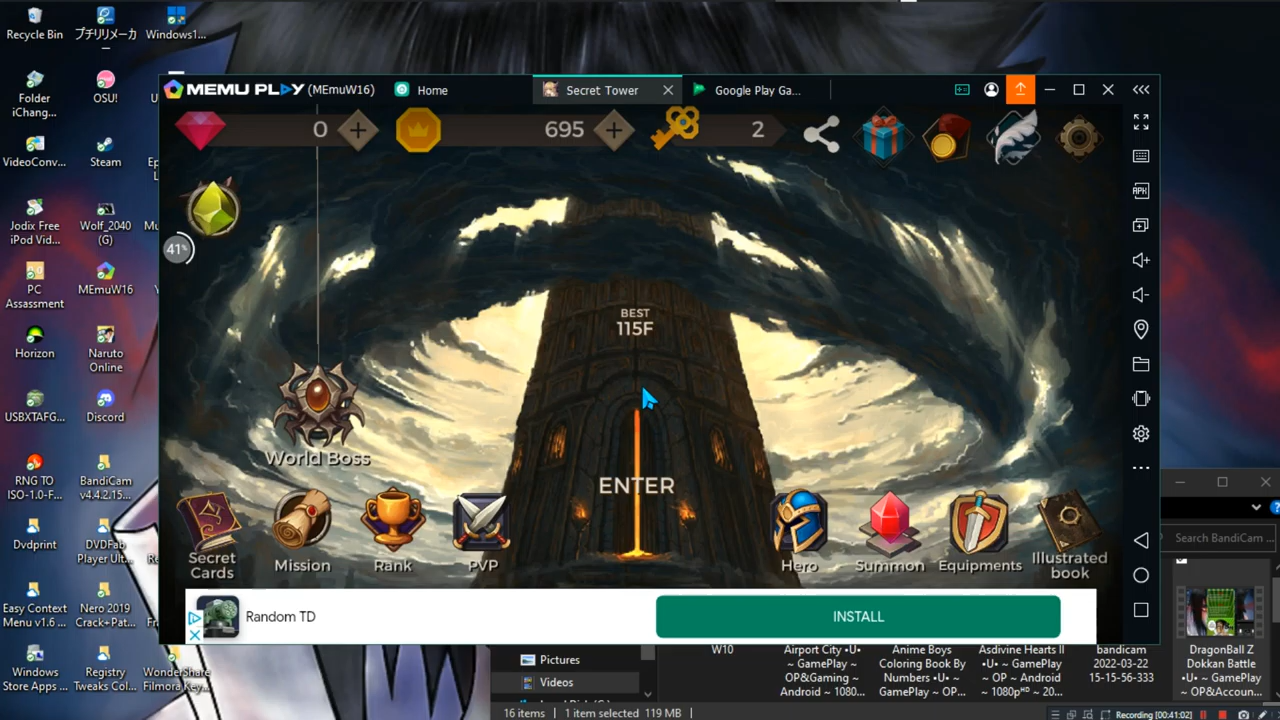 Recycle Bin
プチリリメーカー
Windows1...
Folder iChang...
OSU!
VideoConv...
Steam
Jodix Free iPod Vid...
Wolf_2040 (G)
PC Assassment
MEmuW16
Horizon
Naruto Online
USBXTAFG...
Discord
RNG TO ISO-1.0-F...
BandiCam v4.4.2.15...
Dvdprint
DVDFab Player Ult...
Easy Context Menu v1.6 ...
Nero 2019 Crack+Pat...
Windows Store Apps ...
Registry Tweaks Col...
WonderShare Filmora Key...
MEMU PLAY (MEmuW16)
Home
Secret Tower
Google Play Ga...
0
695
2
41%
APK
BEST
115F
World Boss
ENTER
Secret Cards
Mission
Rank
PVP
Hero
Summon
Equipments
Illustrated book
Random TD
INSTALL
Search BandiCam ...
Pictures
Videos
W10
Airport City •U• ~ GamePlay ~ OP&Gaming ~ Android ~ 1080...
Anime Boys Coloring Book By Numbers •U• ~ GamePlay ~ OP...
Asdivine Hearts II •U• ~ GamePlay ~ OP ~ Android ~ 1080pᴴᴰ ~ 20...
bandicam 2022-03-22 15-15-56-333
DragonBall Z Dokkan Battle •U• ~ GamePlay ~ OP&Accoun...
16 items
1 item selected 119 MB
Recording [00:41:02]